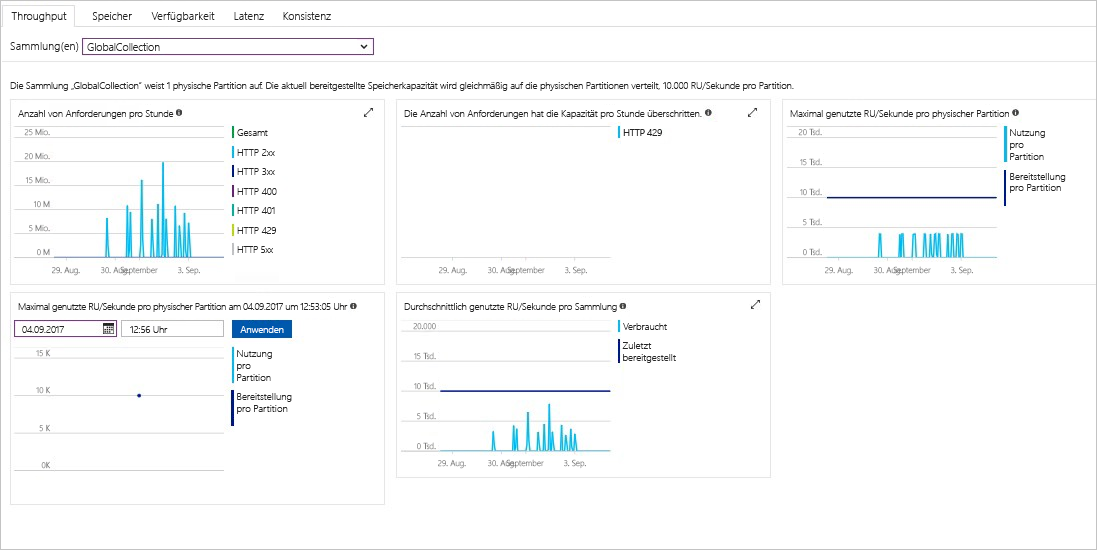 Throughput Speicher Verfügbarkeit Latenz Konsistenz
Sammlung(en) GlobalCollection
Die Sammlung „GlobalCollection" weist 1 physische Partition auf. Die aktuell bereitgestellte Speicherkapazität wird gleichmäßig auf die physischen Partitionen verteilt, 10.000 RU/Sekunde pro Partition.
Anzahl von Anforderungen pro Stunde
25 Mio.
20 Mio.
15 Mio.
10 M
5 Mio.
0 M
29. Aug. 30. Aug. September 3. Sep.
Gesamt
HTTP 2xx
HTTP 3xx
HTTP 400
HTTP 401
HTTP 429
HTTP 5xx
Die Anzahl von Anforderungen hat die Kapazität pro Stunde überschritten.
HTTP 429
29. Aug. 30. Aug. September 3. Sep.
Maximal genutzte RU/Sekunde pro physischer Partition
20 Tsd.
15 Tsd.
10 Tsd.
5 Tsd.
0 Tsd.
29. Aug. 30. Aug. September 3. Sep.
Nutzung
pro
Partition
Bereitstellung
pro Partition
Maximal genutzte RU/Sekunde pro physischer Partition am 04.09.2017 um 12:53:05 Uhr
04.09.2017 12:56 Uhr Anwenden
15 K
10 K
5 K
0K
Nutzung
pro
Partition
Bereitstellung
pro Partition
Durchschnittlich genutzte RU/Sekunde pro Sammlung
20.000
15 Tsd.
10 Tsd.
5 Tsd.
0 Tsd.
29. Aug. 30. Aug. September 3. Sep.
Verbraucht
Zuletzt
bereitgestellt